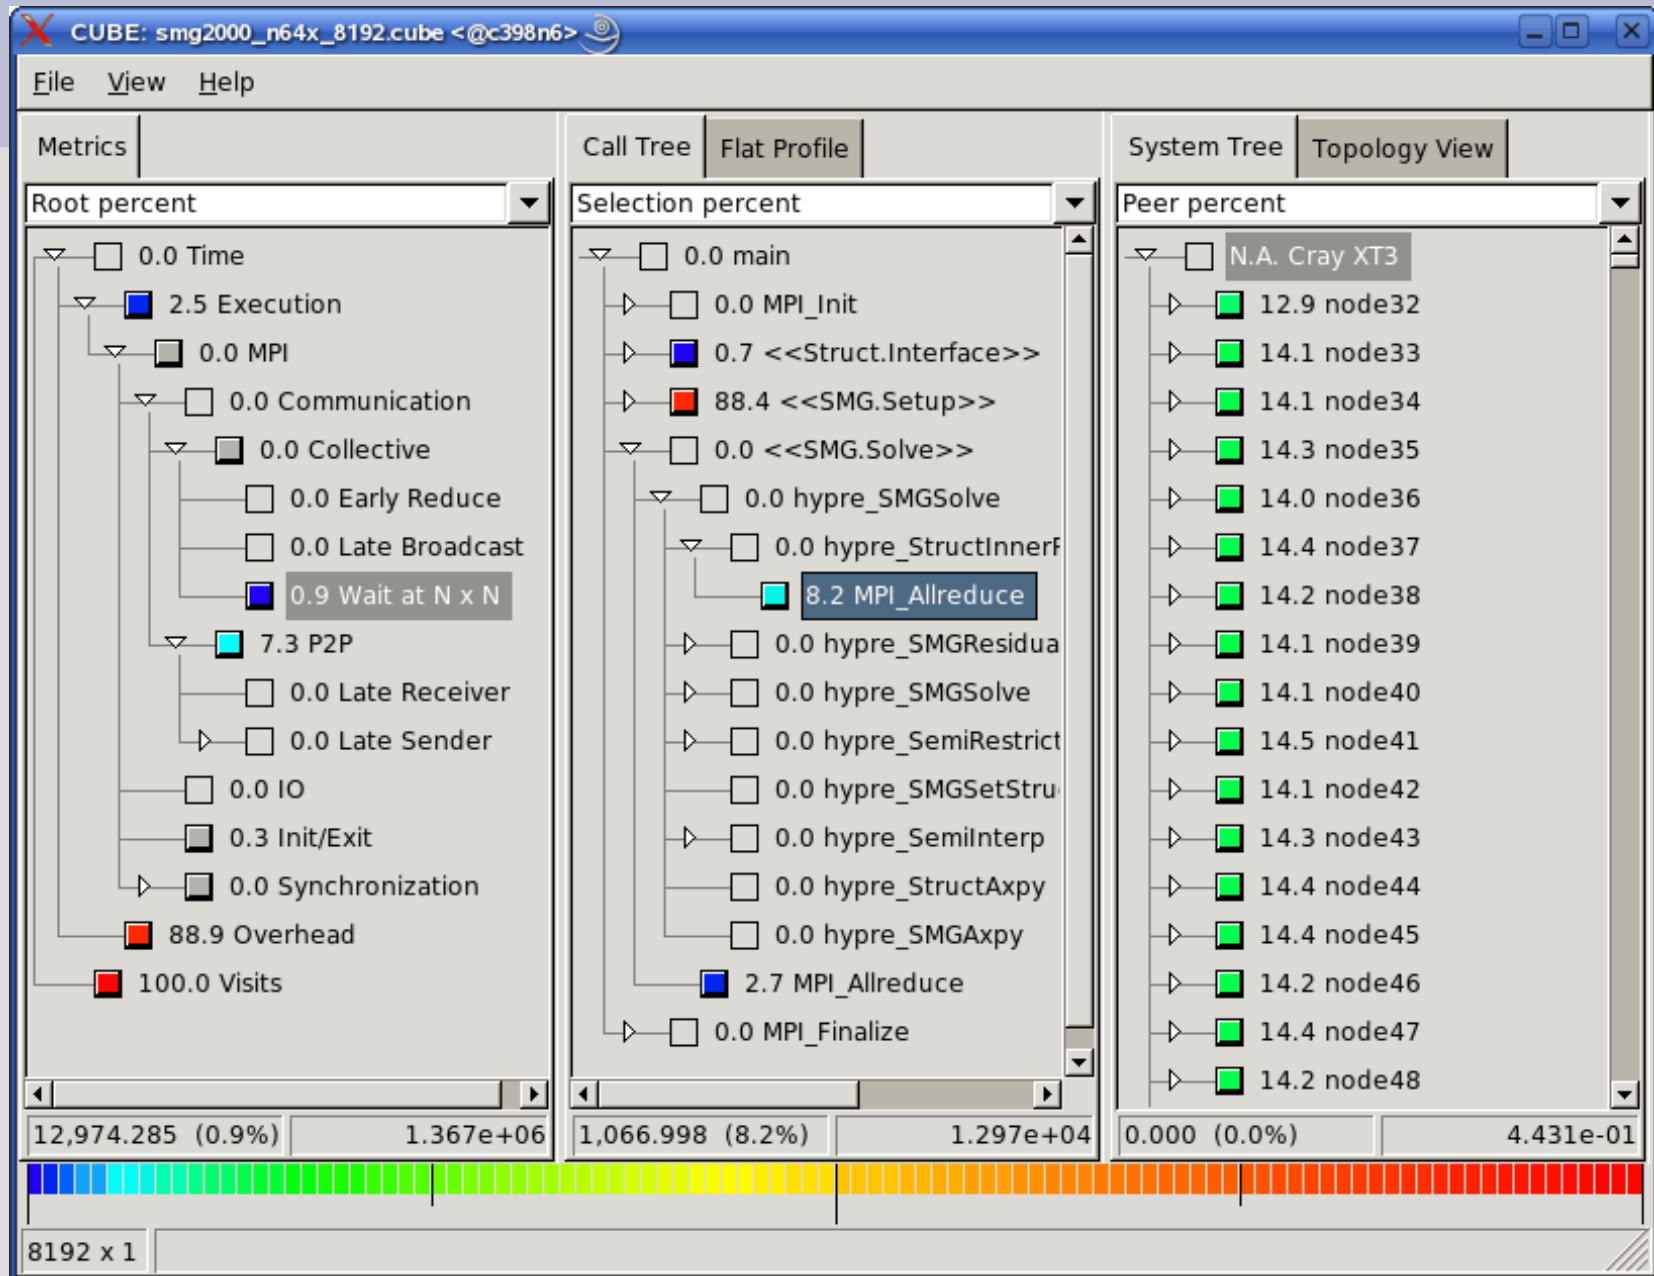 CUBE: smg2000_n64x_8192.cube <@c398n6>
File View Help
Metrics
Root percent
0.0 Time
2.5 Execution
0.0 MPI
0.0 Communication
0.0 Collective
0.0 Early Reduce
0.0 Late Broadcast
0.9 Wait at N x N
7.3 P2P
0.0 Late Receiver
0.0 Late Sender
0.0 IO
0.3 Init/Exit
0.0 Synchronization
88.9 Overhead
100.0 Visits
12,974.285 (0.9%) 1.367e+06
Call Tree Flat Profile
Selection percent
0.0 main
0.0 MPI_Init
0.7 <<Struct.Interface>>
88.4 <<SMG.Setup>>
0.0 <<SMG.Solve>>
0.0 hypre_SMGSolve
0.0 hypre_StructInner
8.2 MPI_Allreduce
0.0 hypre_SMGResidua
0.0 hypre_SMGSolve
0.0 hypre_SemiRestrict
0.0 hypre_SMGSetStru
0.0 hypre_SemiInterp
0.0 hypre_StructAxpy
0.0 hypre_SMGAxpy
2.7 MPI_Allreduce
0.0 MPI_Finalize
1,066.998 (8.2%) 1.297e+04
System Tree Topology View
Peer percent
N.A. Cray XT3
12.9 node32
14.1 node33
14.1 node34
14.3 node35
14.0 node36
14.4 node37
14.2 node38
14.1 node39
14.1 node40
14.5 node41
14.1 node42
14.3 node43
14.4 node44
14.4 node45
14.2 node46
14.4 node47
14.2 node48
0.000 (0.0%) 4.431e-01
8192 x 1